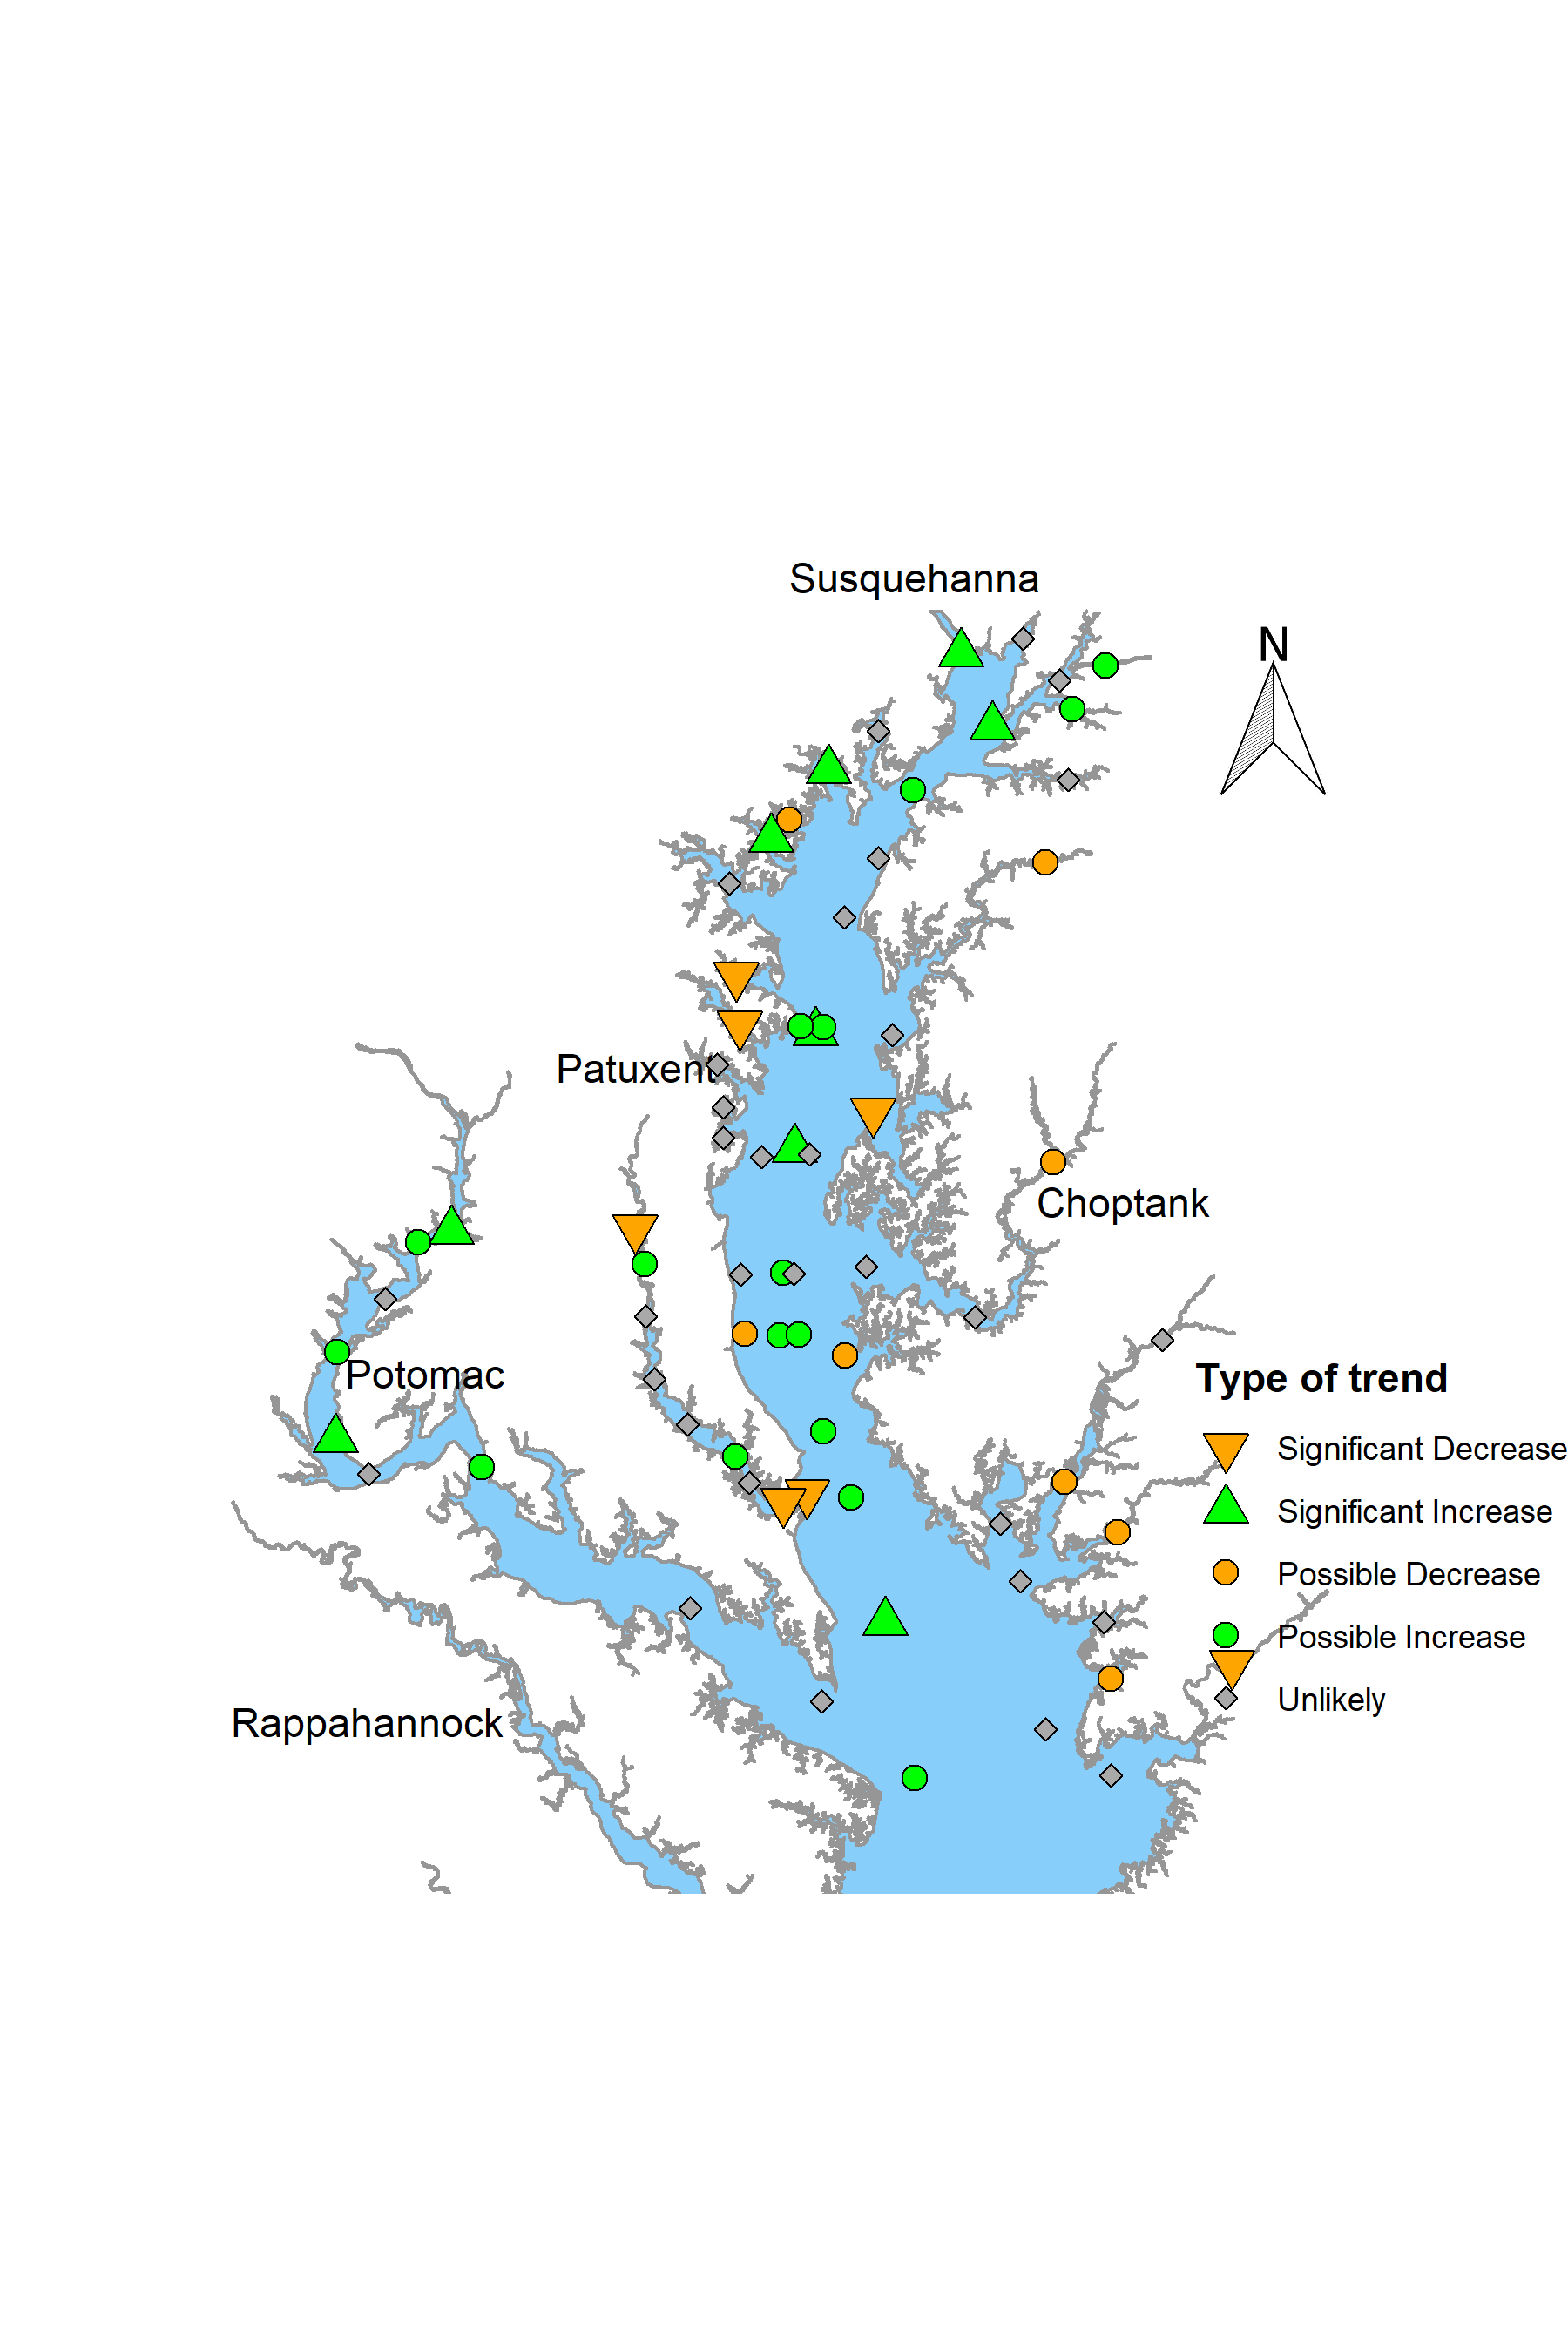 Susquehanna
N
Patuxent
Choptank
Potomac
Type of trend
Significant Decrease
Significant Increase
Possible Decrease
Possible Increase
Unlikely
Rappahannock